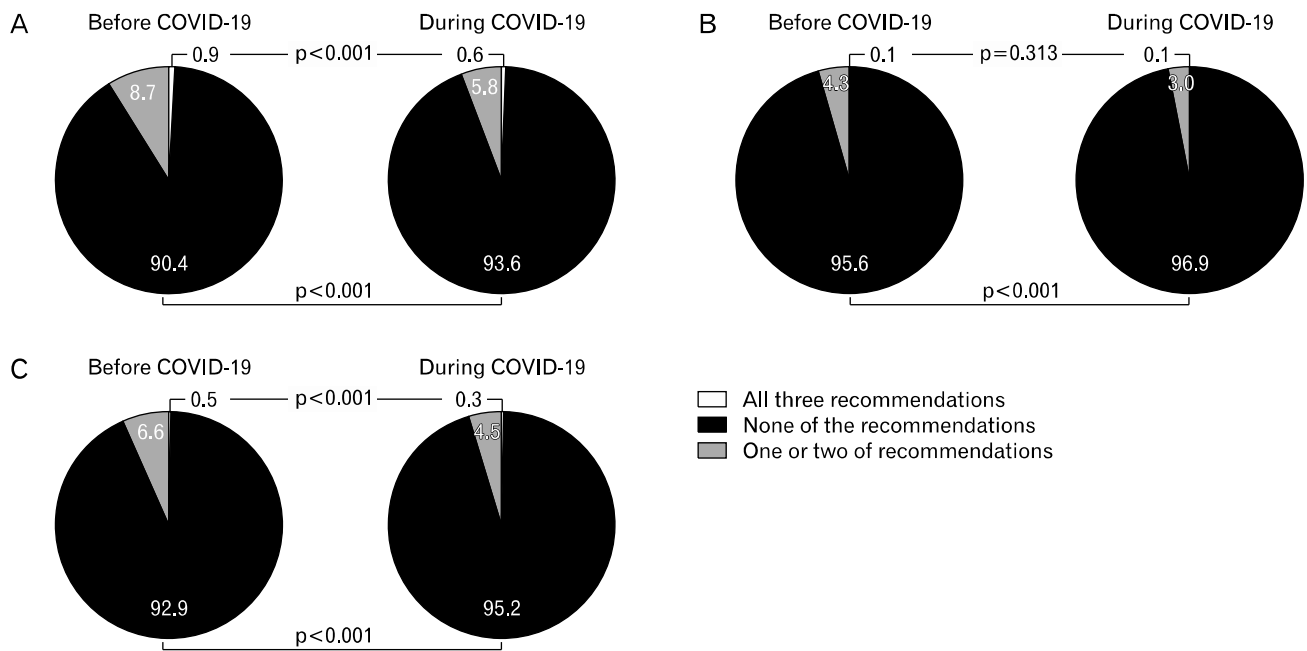 A
Before COVID-19
During COVID-19
0.9
p<0.001
0.6
8.7
5.8
90.4
93.6
p<0.001
B
Before COVID-19
During COVID-19
0.1
p=0.313
0.1
4.3
3.0
95.6
96.9
p<0.001
C
Before COVID-19
During COVID-19
0.5
p<0.001
0.3
6.6
4.5
92.9
95.2
p<0.001
All three recommendations
None of the recommendations
One or two of recommendations